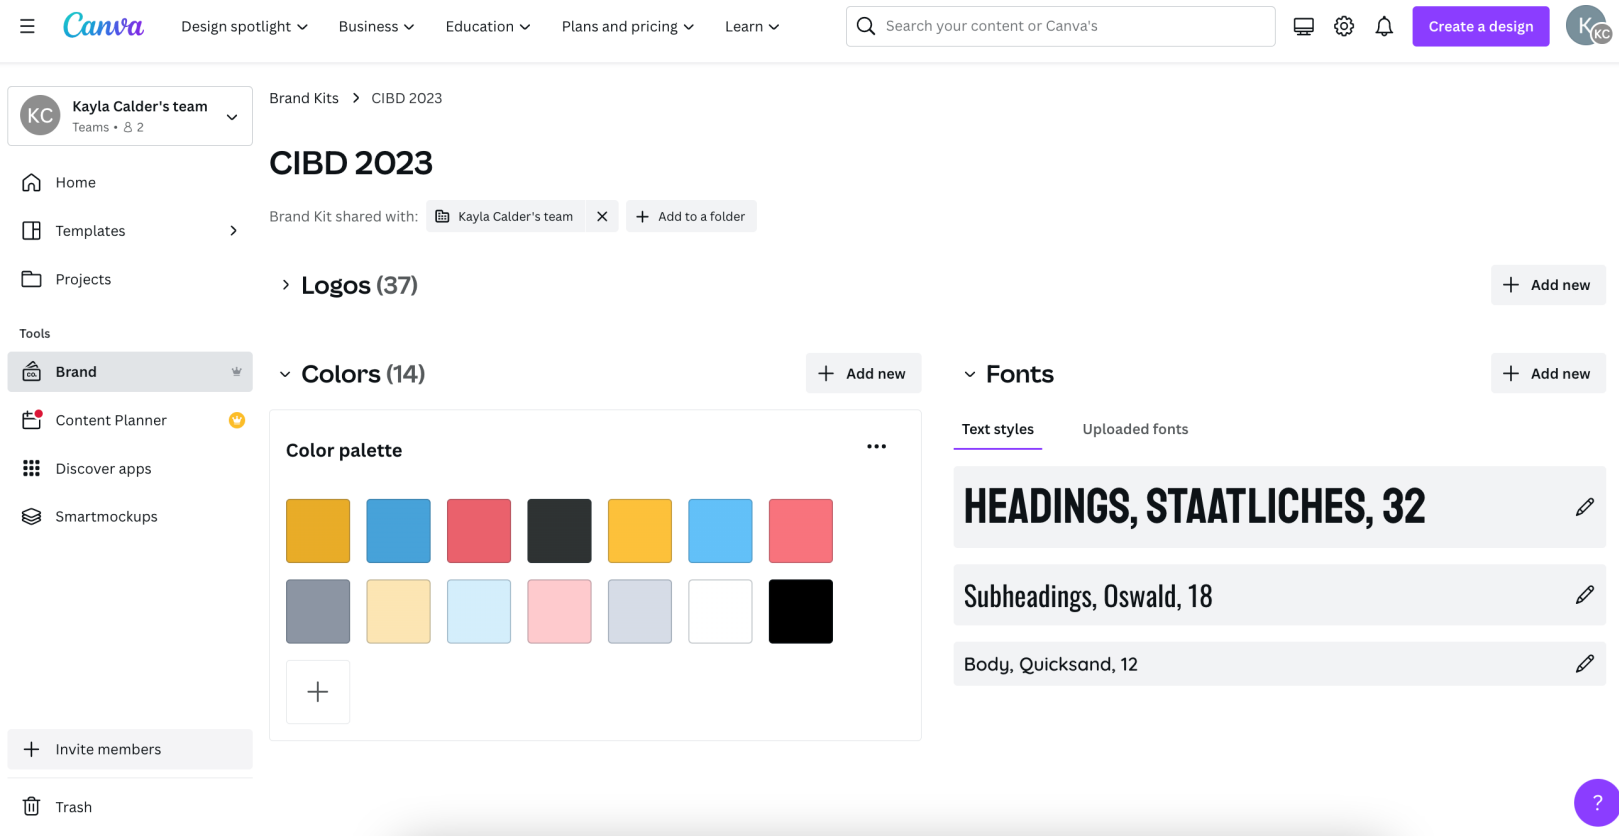 Canva
Design spotlight
Business
Education
Plans and pricing
Learn
Search your content or Canva's
Create a design
K
KC
KC
Kayla Calder's team
Teams • 2
Home
Templates
Projects
Tools
CO.
Brand
Content Planner
Discover apps
Smartmockups
Invite members
Trash
Brand Kits > CIBD 2023
CIBD 2023
Brand Kit shared with:
Kayla Calder's team
Add to a folder
Logos (37)
Add new
Colors (14)
Add new
Color palette
Fonts
Add new
Text styles
Uploaded fonts
HEADINGS, STAATLICHES, 32
Subheadings, Oswald, 18
Body, Quicksand, 12
?